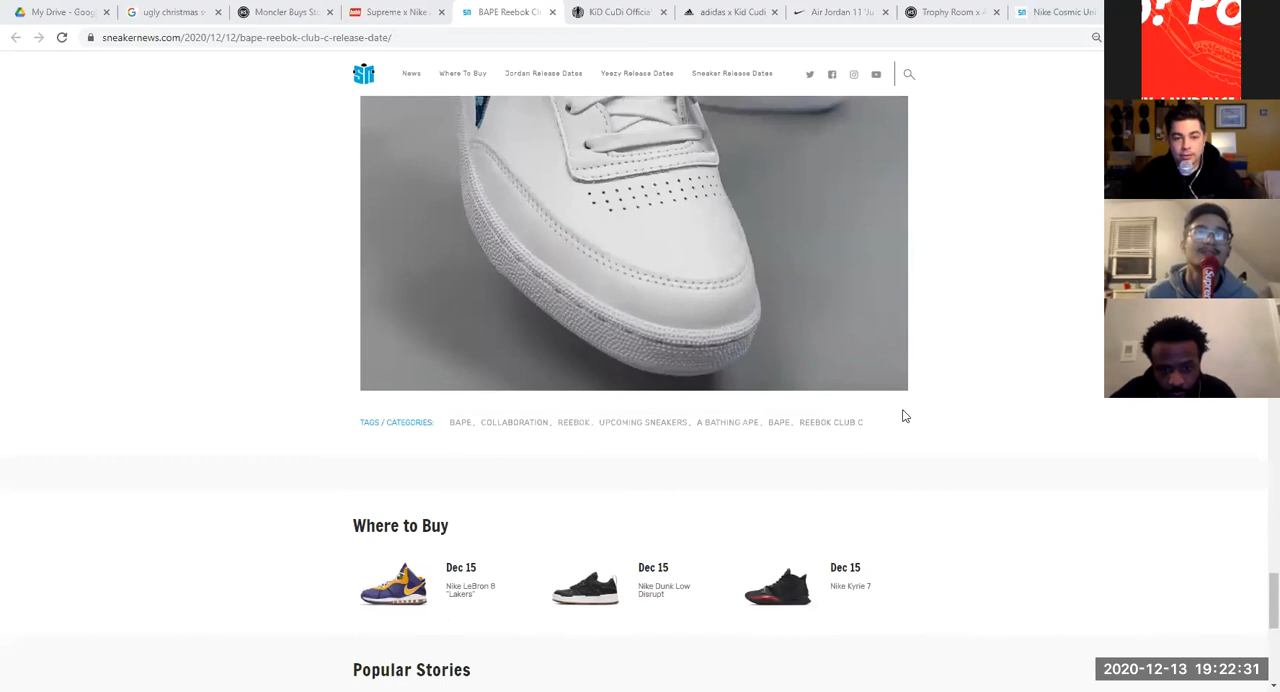 My Drive - Goog
ugly christmas s
Moncler Buys Sto
Supreme x Nike
BAPE Reebok Cl
KiD CuDi Officia
adidas x Kid Cudi
Air Jordan 11 'Ju
Trophy Room x
Nike Cosmic Uni
sneakernews.com/2020/12/12/bape-reebok-club-c-release-date/
SN
News
Where To Buy
Jordan Release Dates
Yeezy Release Dates
Sneaker Release Dates
TAGS / CATEGORIES: BAPE, COLLABORATION, REEBOK, UPCOMING SNEAKERS, A BATHING APE, BAPE, REEBOK CLUB C
Where to Buy
Dec 15
Nike LeBron 8
"Lakers"
Dec 15
Nike Dunk Low
Disrupt
Dec 15
Nike Kyrie 7
Popular Stories
Supreme
2020-12-13 19:22:31